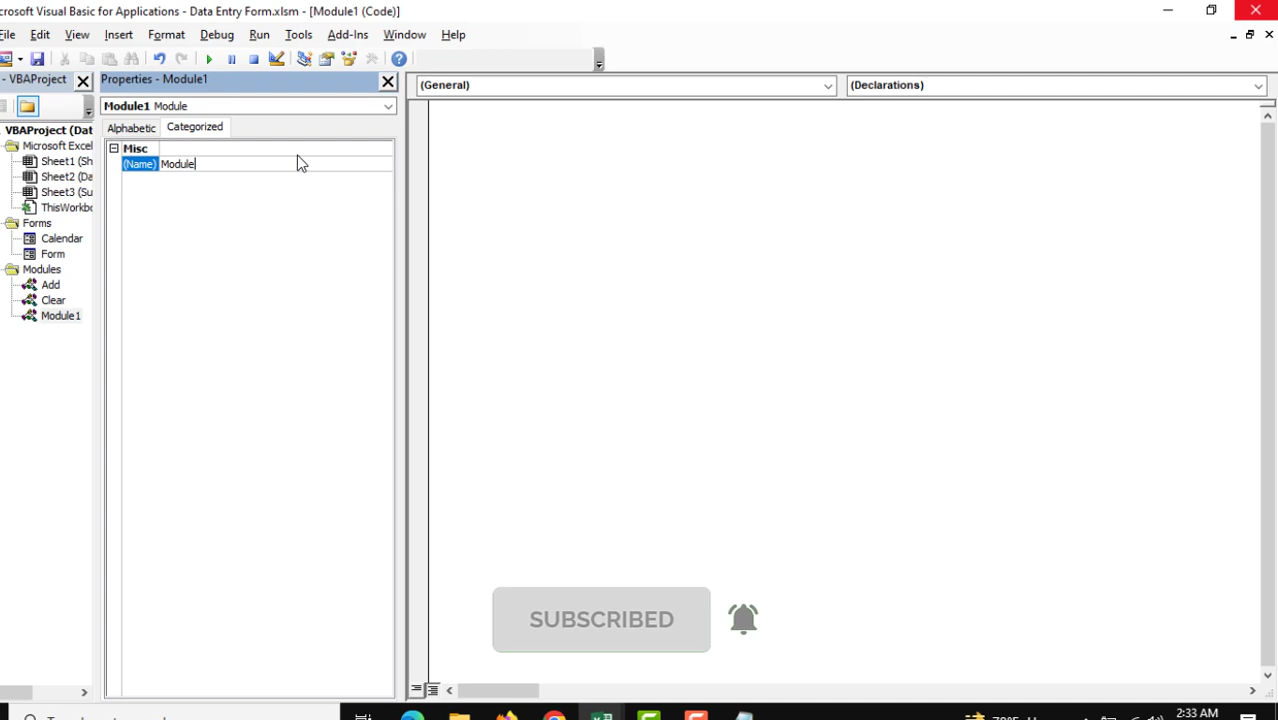 crosoft Visual Basic for Applications - Data Entry Form.xlsm - [Module1 (Code)]
File Edit View Insert Format Debug Run Tools Add-Ins Window Help
- VBAProject
Properties - Module1
(General)
(Declarations)
Module1 Module
Alphabetic Categorized
VBAProject (Dat
Microsoft Excel
Sheet1 (Sh
Sheet2 (Da
Sheet3 (Su
ThisWorkbo
Forms
Calendar
Form
Modules
Add
Clear
Module1
Misc
(Name) Module
SUBSCRIBED
2:33 AM